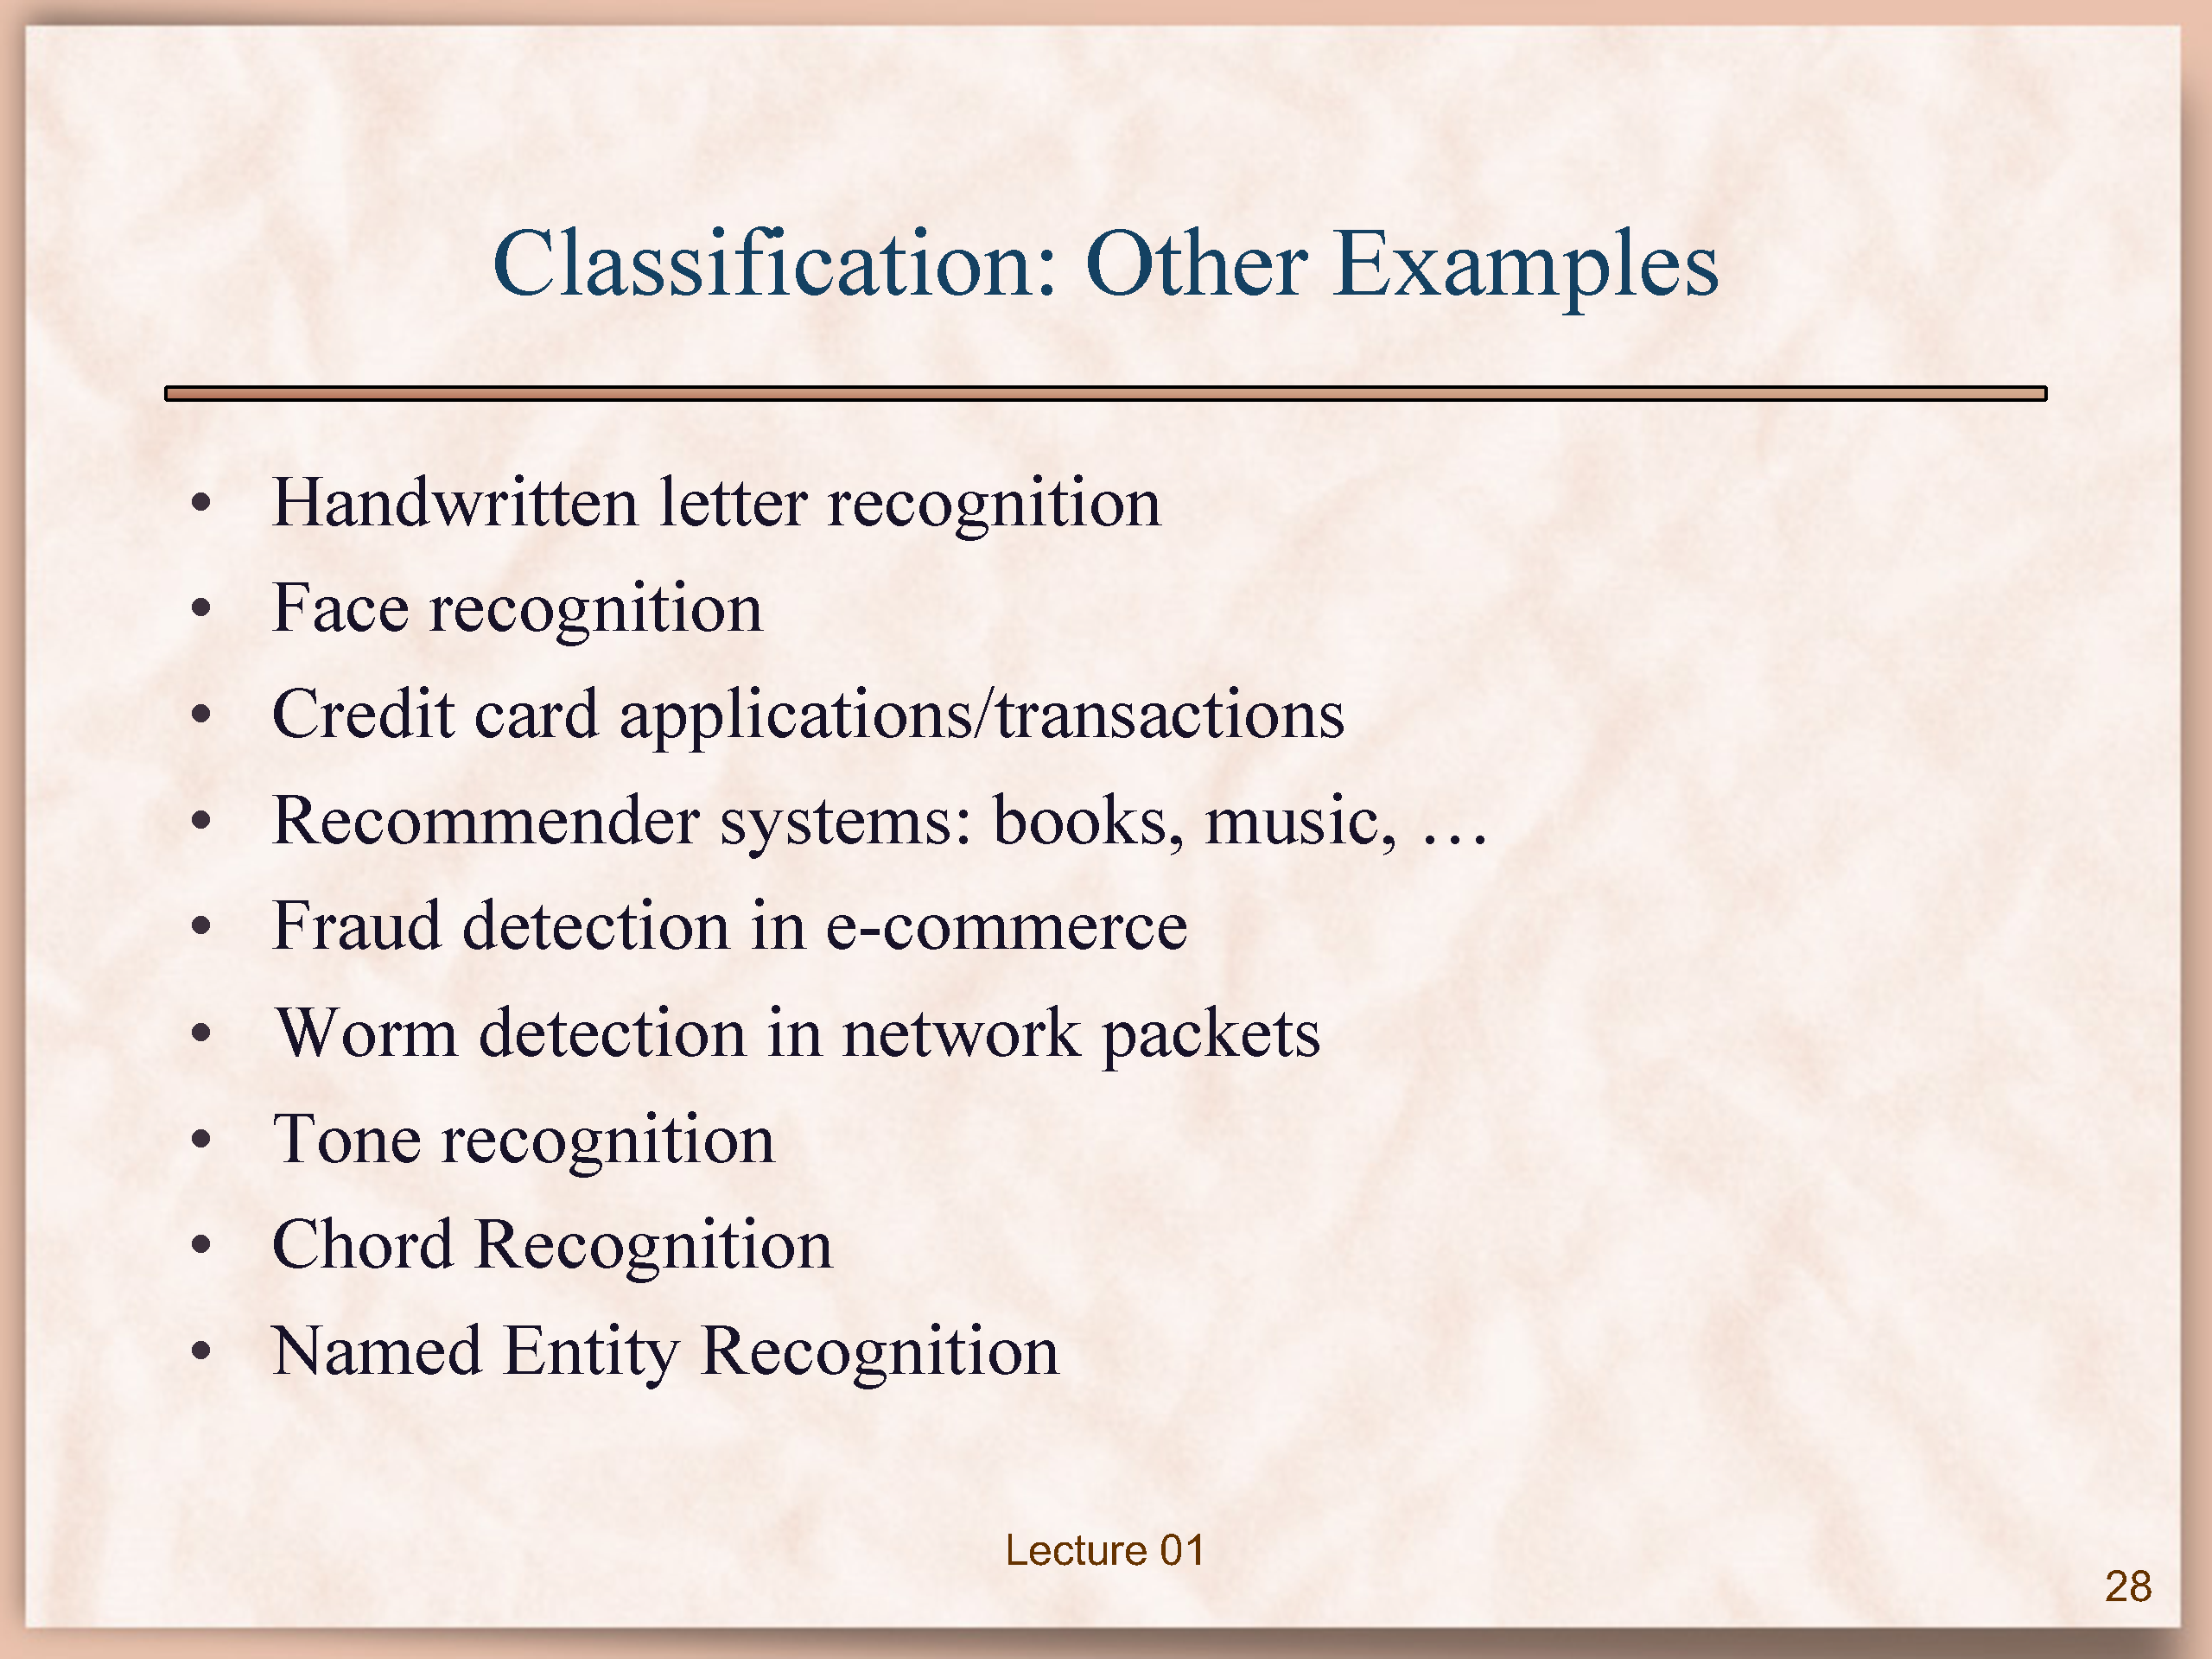 Classification: Other Examples
• Handwritten letter recognition
• Face recognition
• Credit card applications/transactions
• Recommender systems: books, music, …
• Fraud detection in e-commerce
• Worm detection in network packets
• Tone recognition
• Chord Recognition
• Named Entity Recognition
Lecture 01
28